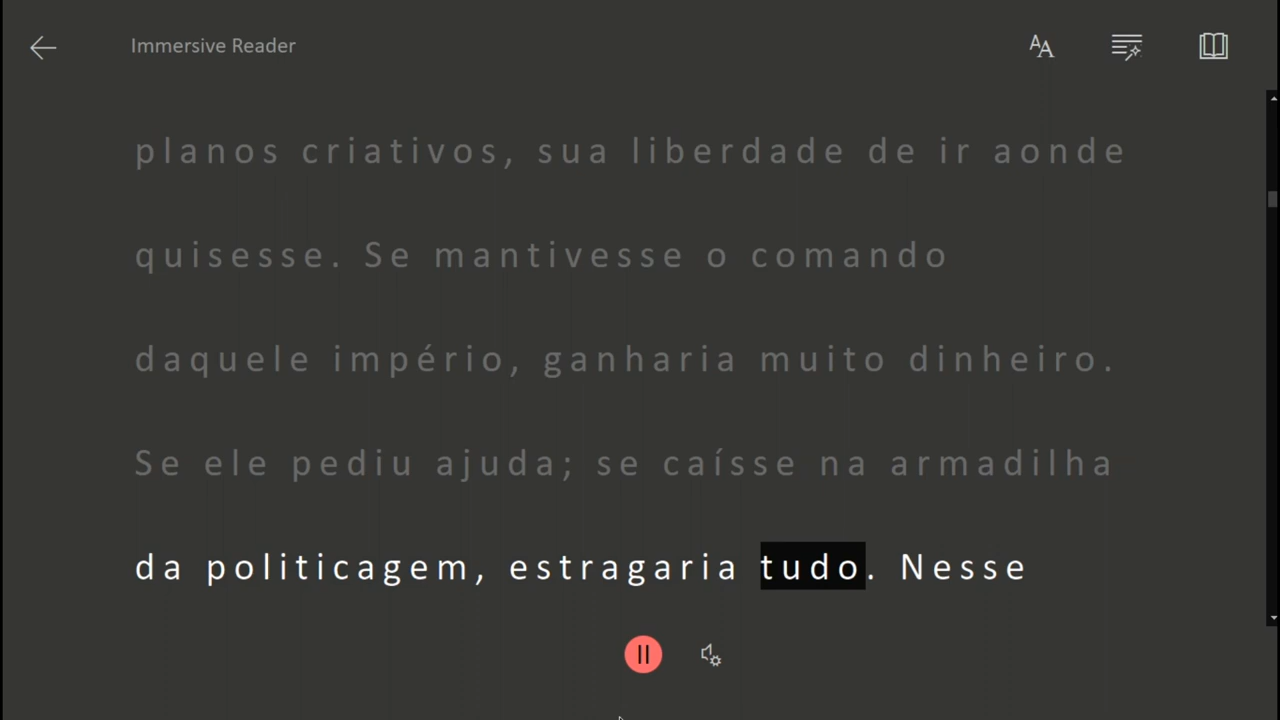 Immersive Reader
planos criativos, sua liberdade de ir aonde
quisesse. Se mantivesse o comando
daquele império, ganharia muito dinheiro.
Se ele pediu ajuda; se caísse na armadilha
da politicagem, estragaria tudo. Nesse